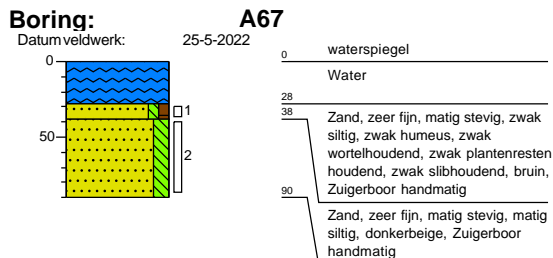 Boring: A67
Datum veldwerk: 25-5-2022
0
50
1
2
0 waterspiegel
Water
28
38
Zand, zeer fijn, matig stevig, zwak
siltig, zwak humeus, zwak
wortelhoudend, zwak plantenresten
houdend, zwak slibhoudend, bruin,
Zuigerboor handmatig
90
Zand, zeer fijn, matig stevig, matig
siltig, donkerbeige, Zuigerboor
handmatig